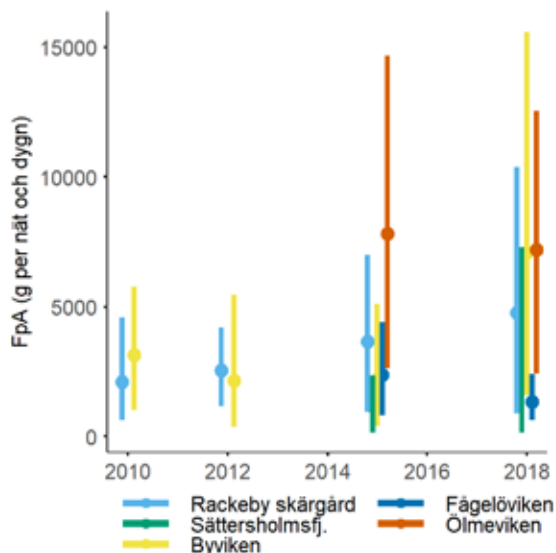 FpA (g per nät och dygn)
15000
10000
5000
0
2010 2012 2014 2016 2018
Rackeby skärgård Fågelöviken
Sättersholmsfj. Ölmeviken
Byviken